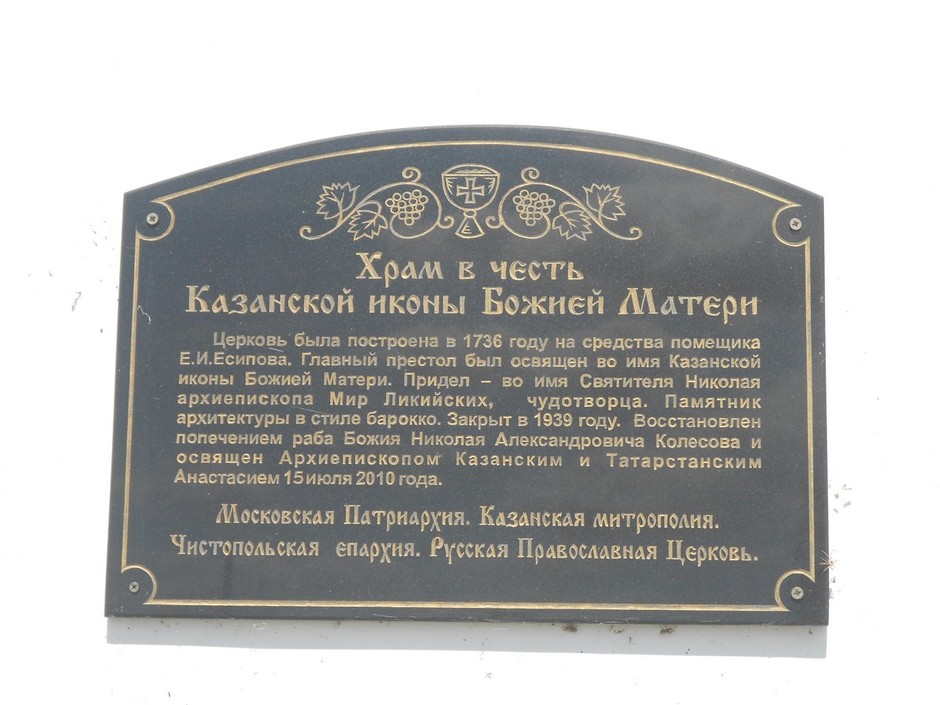 Храм в честь
Казанской иконы Божией Матери
Церковь была построена в 1736 году на средства помещика
Е.И.Есипова. Главный престол был освящен во имя Казанской
иконы Божией Матери. Придел – во имя Святителя Николая
архиепископа Мир Ликийских, чудотворца. Памятник
архитектуры в стиле барокко. Закрыт в 1939 году. Восстановлен
попечением раба Божия Николая Александровича Колесова и
освящен Архиепископом Казанским и Татарстанским
Анастасием 15 июля 2010 года.
Московская Патриархия. Казанская митрополия.
Чистопольская епархия. Русская Православная Церковь.